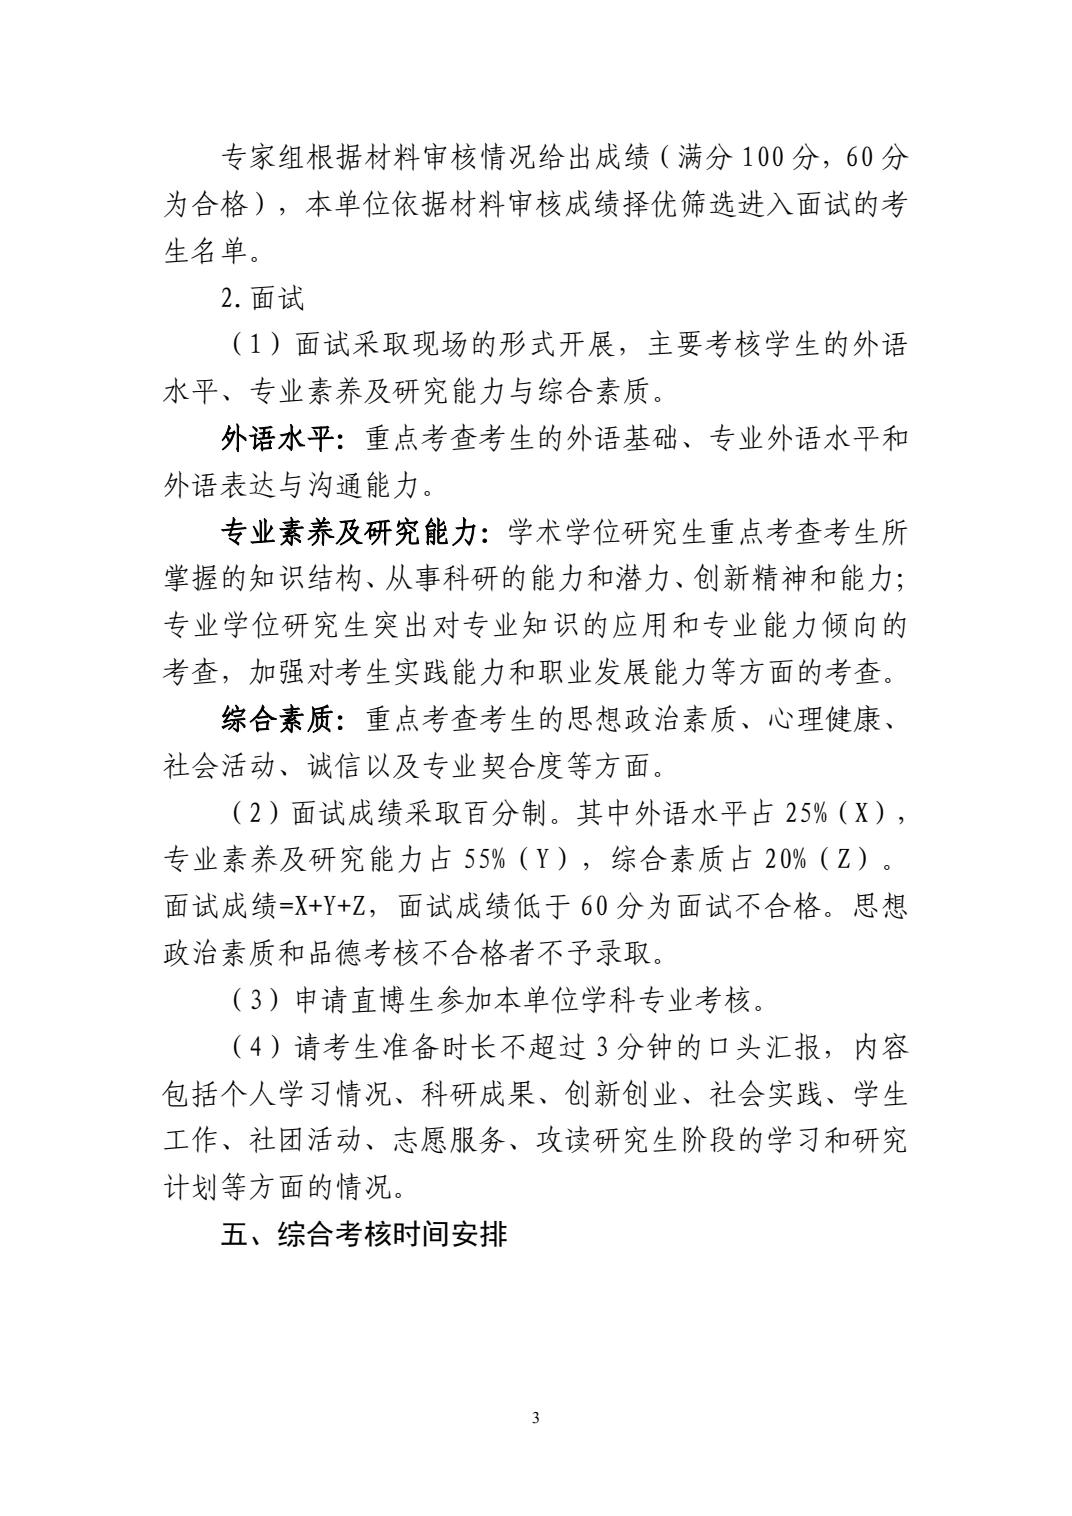 专家组根据材料审核情况给出成绩（满分 100 分，60 分
为合格），本单位依据材料审核成绩择优筛选进入面试的考
生名单。
2.面试
（1）面试采取现场的形式开展，主要考核学生的外语
水平、专业素养及研究能力与综合素质。
外语水平：重点考查考生的外语基础、专业外语水平和
外语表达与沟通能力。
专业素养及研究能力：学术学位研究生重点考查考生所
掌握的知识结构、从事科研的能力和潜力、创新精神和能力；
专业学位研究生突出对专业知识的应用和专业能力倾向的
考查，加强对考生实践能力和职业发展能力等方面的考查。
综合素质：重点考查考生的思想政治素质、心理健康、
社会活动、诚信以及专业契合度等方面。
（2）面试成绩采取百分制。其中外语水平占 25%（X），
专业素养及研究能力占 55%（Y），综合素质占 20%（Z）。
面试成绩=X+Y+Z，面试成绩低于 60 分为面试不合格。思想
政治素质和品德考核不合格者不予录取。
（3）申请直博生参加本单位学科专业考核。
（4）请考生准备时长不超过 3 分钟的口头汇报，内容
包括个人学习情况、科研成果、创新创业、社会实践、学生
工作、社团活动、志愿服务、攻读研究生阶段的学习和研究
计划等方面的情况。
五、综合考核时间安排
3